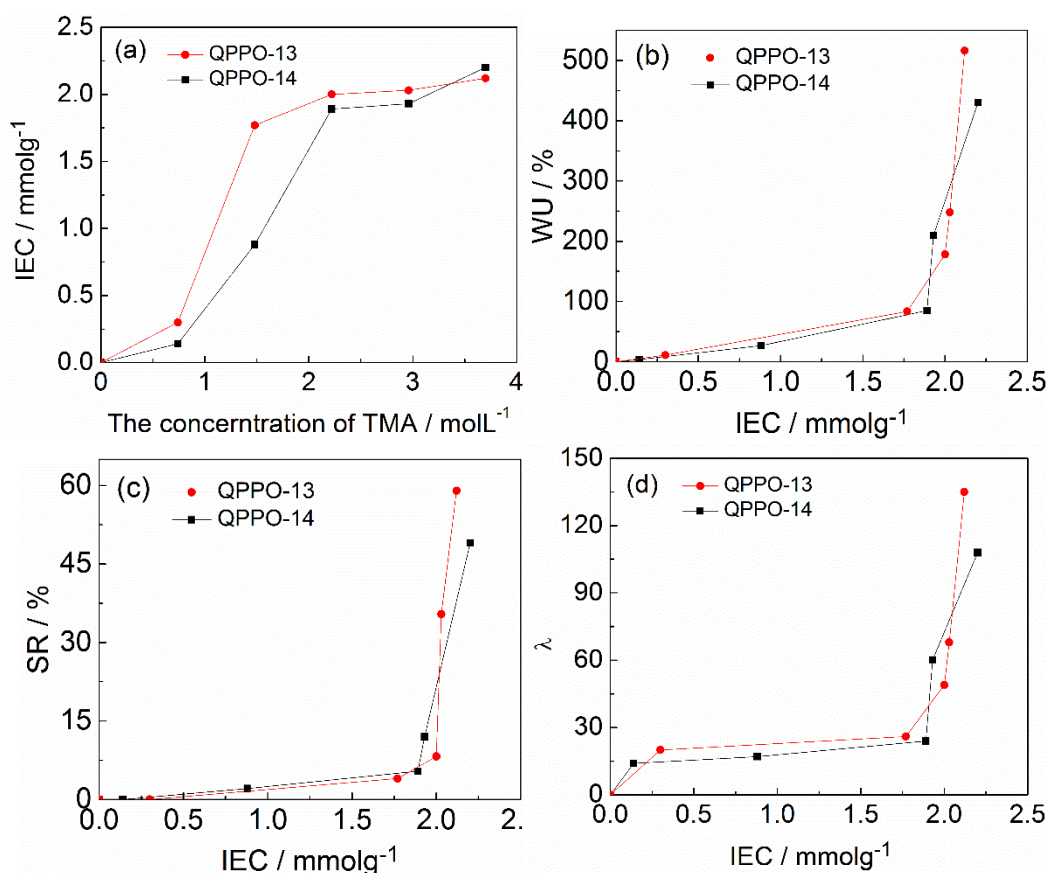 (a)
QPPO-13
QPPO-14
IEC / mmolg-1
2.5
2.0
1.5
1.0
0.5
0.0
0
1
2
3
4
The concerntration of TMA / molL-1
(b)
QPPO-13
QPPO-14
WU / %
500
400
300
200
100
0
0.0
0.5
1.0
1.5
2.0
2.5
IEC / mmolg-1
(c)
QPPO-13
QPPO-14
SR / %
60
45
30
15
0
0.0
0.5
1.0
1.5
2.0
2.
IEC / mmolg-1
(d)
QPPO-13
QPPO-14
λ
150
120
90
60
30
0
0.0
0.5
1.0
1.5
2.0
2.5
IEC / mmolg-1